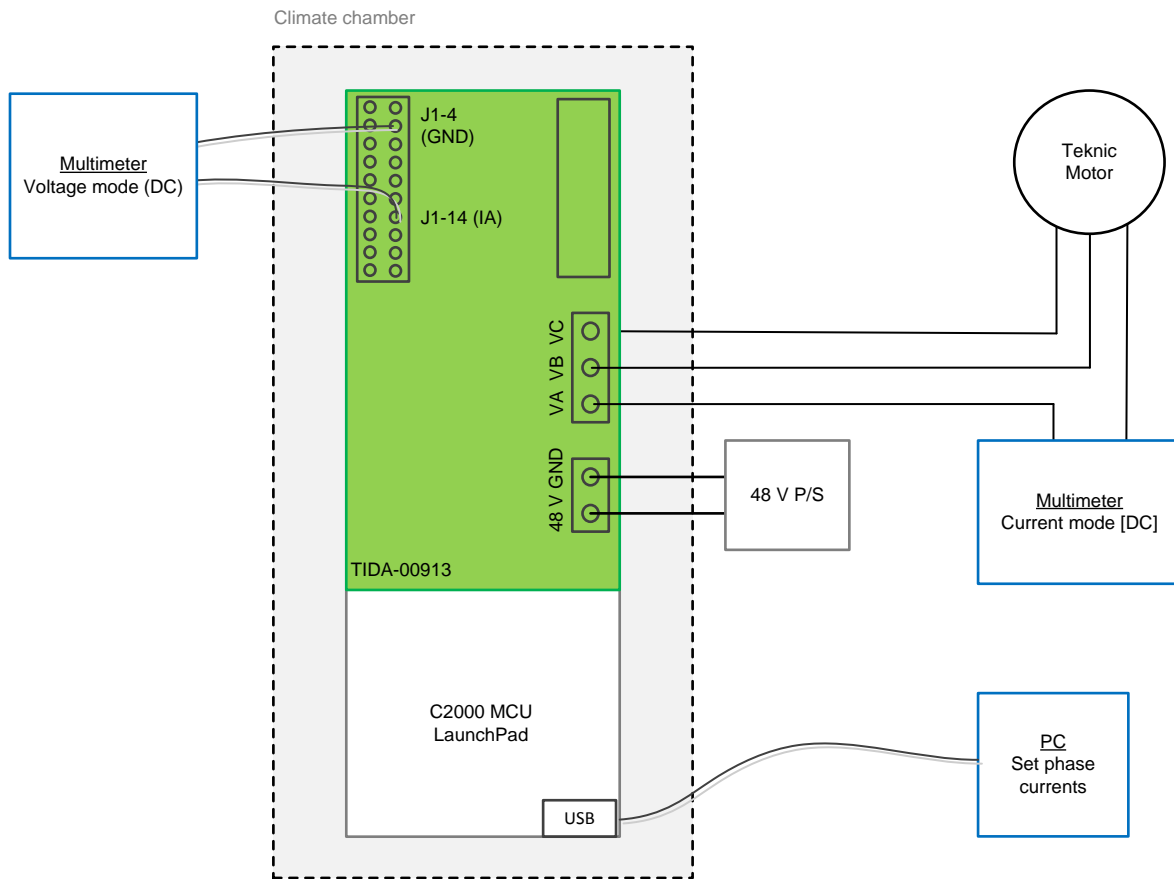 Climate chamber
Multimeter
Voltage mode (DC)
J1-4
(GND)
J1-14 (IA)
Teknic
Motor
VA VB VC
48 V GND
48 V P/S
Multimeter
Current mode [DC]
TIDA-00913
C2000 MCU
LaunchPad
USB
PC
Set phase
currents